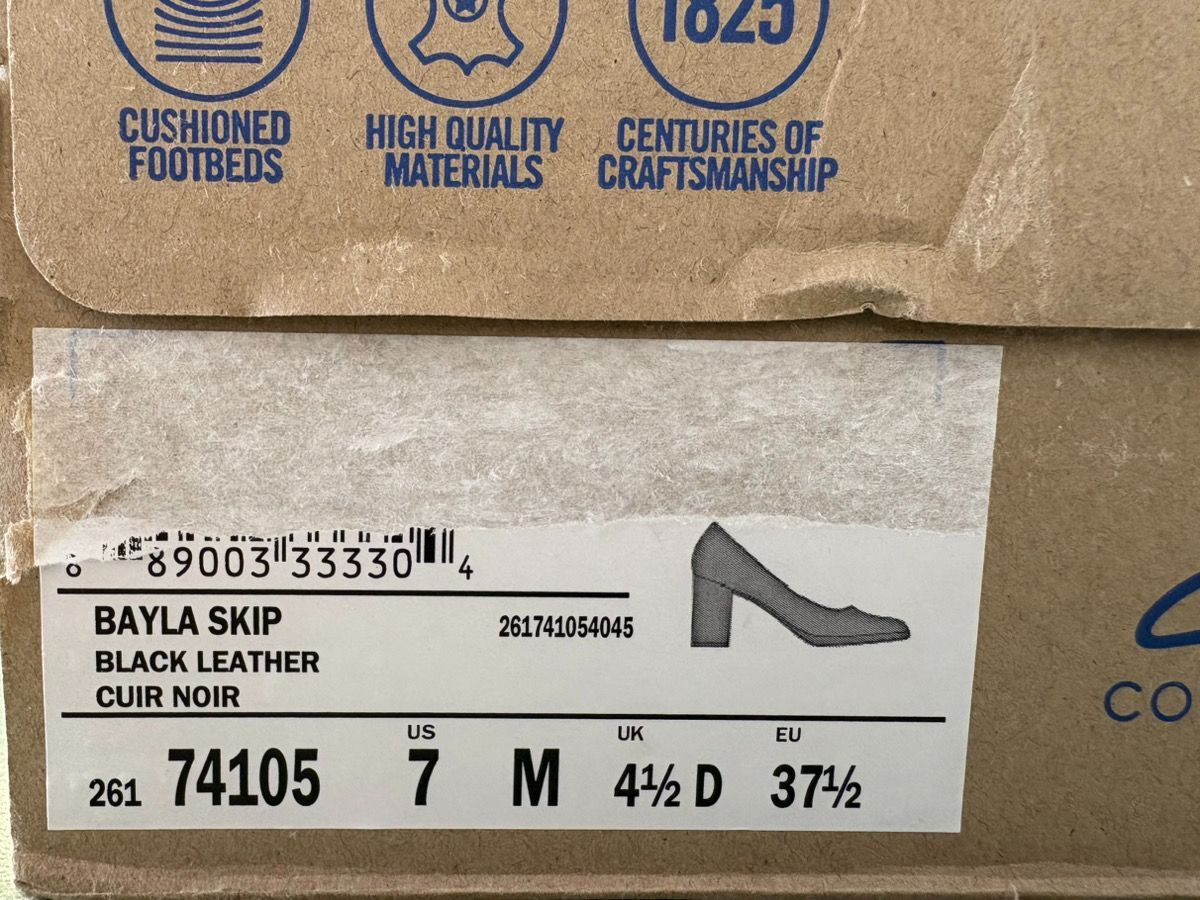 1825
CUSHIONED
FOOTBEDS
HIGH QUALITY
MATERIALS
CENTURIES OF
CRAFTSMANSHIP
8 89003 33330 4
BAYLA SKIP
261741054045
BLACK LEATHER
CUIR NOIR
US
UK
EU
261 74105 7 M 4½ D 37½
CO